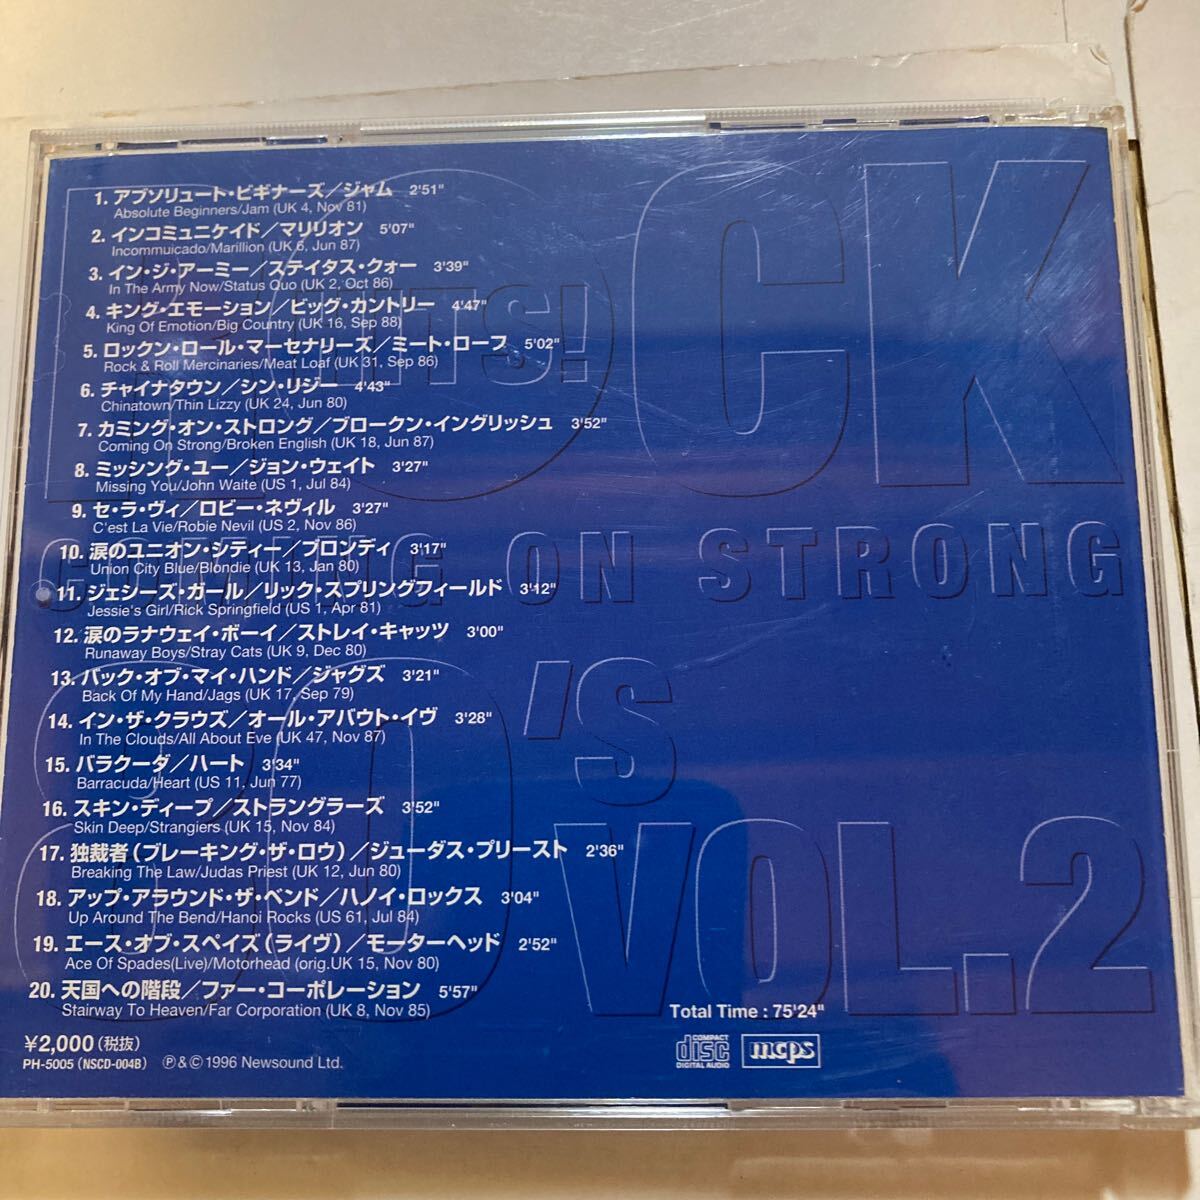 ROCK
HITS!
COMING ON STRONG
80's
VOL.2
1. アブソリュート・ビギナーズ／ジャム 2'51"
Absolute Beginners/Jam (UK 4, Nov 81)
2. インコミュニケイド／マリリオン 5'07"
Incommuicado/Marillion (UK 6, Jun 87)
3. イン・ジ・アーミー／ステイタス・クォー 3'39"
In The Army Now/Status Quo (UK 2, Oct 86)
4. キング・エモーション／ビッグ・カントリー 4'47"
King Of Emotion/Big Country (UK 16, Sep 88)
5. ロックン・ロール・マーセナリーズ／ミート・ローフ 5'02"
Rock & Roll Mercinaries/Meat Loaf (UK 31, Sep 86)
6. チャイナタウン／シン・リジー 4'43"
Chinatown/Thin Lizzy (UK 24, Jun 80)
7. カミング・オン・ストロング／ブロークン・イングリッシュ 3'52"
Coming On Strong/Broken English (UK 18, Jun 87)
8. ミッシング・ユー／ジョン・ウェイト 3'27"
Missing You/John Waite (US 1, Jul 84)
9. セ・ラ・ヴィ／ロビー・ネヴィル 3'27"
C'est La Vie/Robie Nevil (US 2, Nov 86)
10. 涙のユニオン・シティー／ブロンディ 3'17"
Union City Blue/Blondie (UK 13, Jan 80)
11. ジェシーズ・ガール／リック・スプリングフィールド 3'12"
Jessie's Girl/Rick Springfield (US 1, Apr 81)
12. 涙のラナウェイ・ボーイ／ストレイ・キャッツ 3'00"
Runaway Boys/Stray Cats (UK 9, Dec 80)
13. バック・オブ・マイ・ハンド／ジャグズ 3'21"
Back Of My Hand/Jags (UK 17, Sep 79)
14. イン・ザ・クラウズ／オール・アバウト・イヴ 3'28"
In The Clouds/All About Eve (UK 47, Nov 87)
15. バラクーダ／ハート 3'34"
Barracuda/Heart (US 11, Jun 77)
16. スキン・ディープ／ストラングラーズ 3'52"
Skin Deep/Strangiers (UK 15, Nov 84)
17. 独裁者（ブレーキング・ザ・ロウ）／ジューダス・プリースト 2'36"
Breaking The Law/Judas Priest (UK 12, Jun 80)
18. アップ・アラウンド・ザ・ベンド／ハノイ・ロックス 3'04"
Up Around The Bend/Hanoi Rocks (US 61, Jul 84)
19. エース・オブ・スペイズ（ライヴ）／モーターヘッド 2'52"
Ace Of Spades(Live)/Motorhead (orig.UK 15, Nov 80)
20. 天国への階段／ファー・コーポレーション 5'57"
Stairway To Heaven/Far Corporation (UK 8, Nov 85)
Total Time : 75'24"
¥2,000（税抜）
PH-5005 (NSCD-004B) Ⓟ&©1996 Newsound Ltd.
COMPACT disc DIGITAL AUDIO
mcps